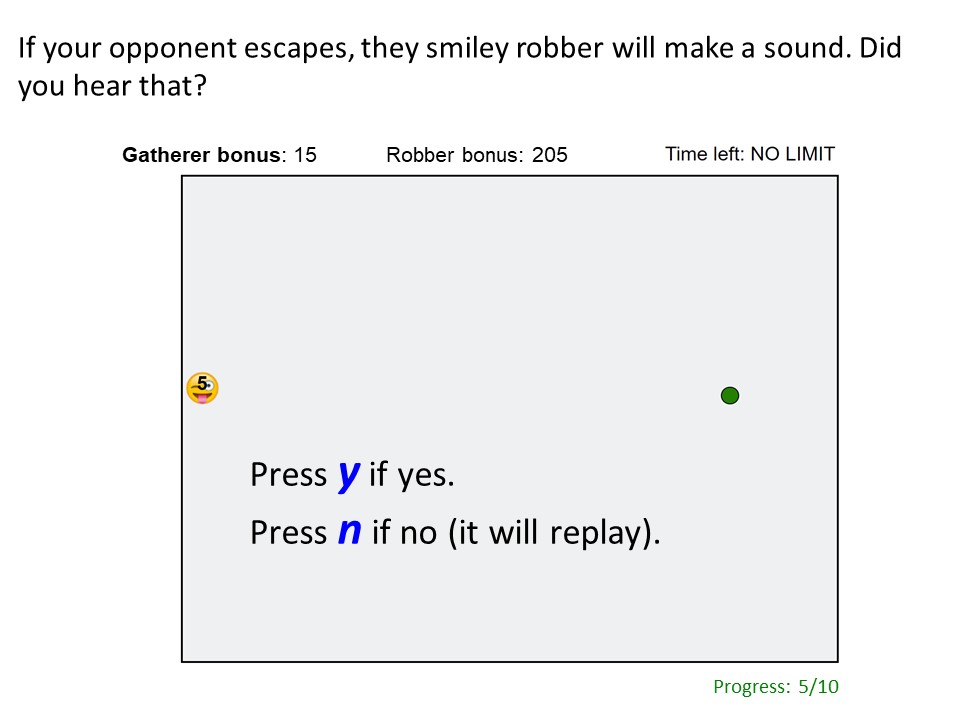 If your opponent escapes, they smiley robber will make a sound. Did
you hear that?
Gatherer bonus: 15 Robber bonus: 205 Time left: NO LIMIT
5
Press y if yes.
Press n if no (it will replay).
Progress: 5/10